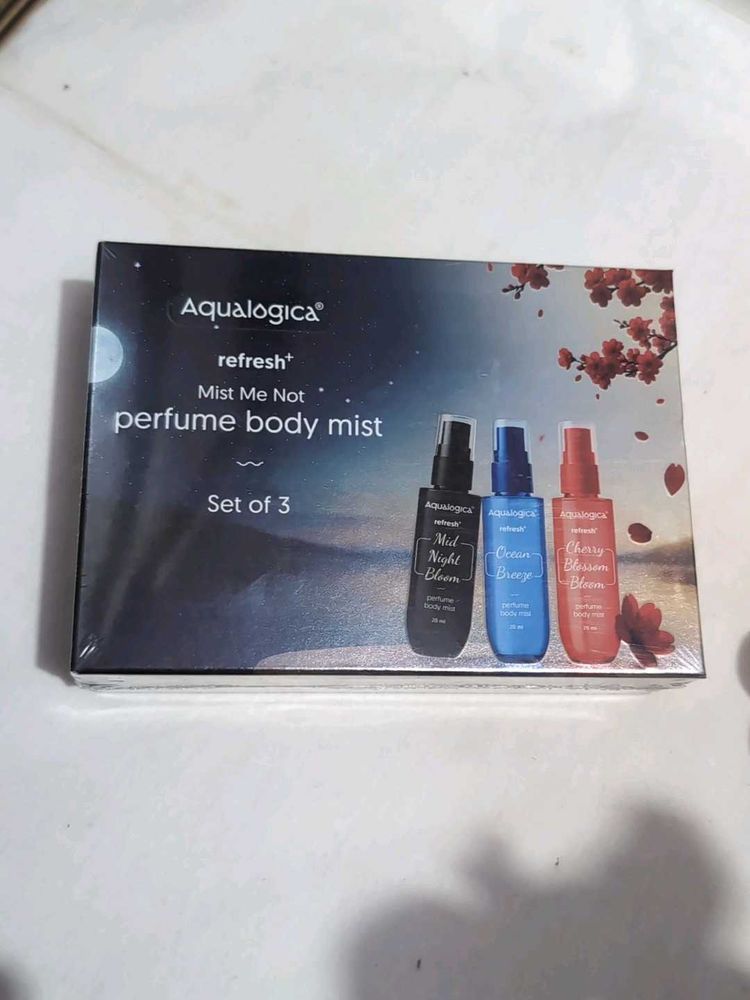 Aqualogica®
refresh+
Mist Me Not
perfume body mist
Set of 3
Aqualogica
refresh+
Mid
Night
Bloom
perfume
body mist
Aqualogica
refresh+
Ocean
Breeze
perfume
body mist
Aqualogica
refresh+
Cherry
Blossom
Bloom
perfume
body mist